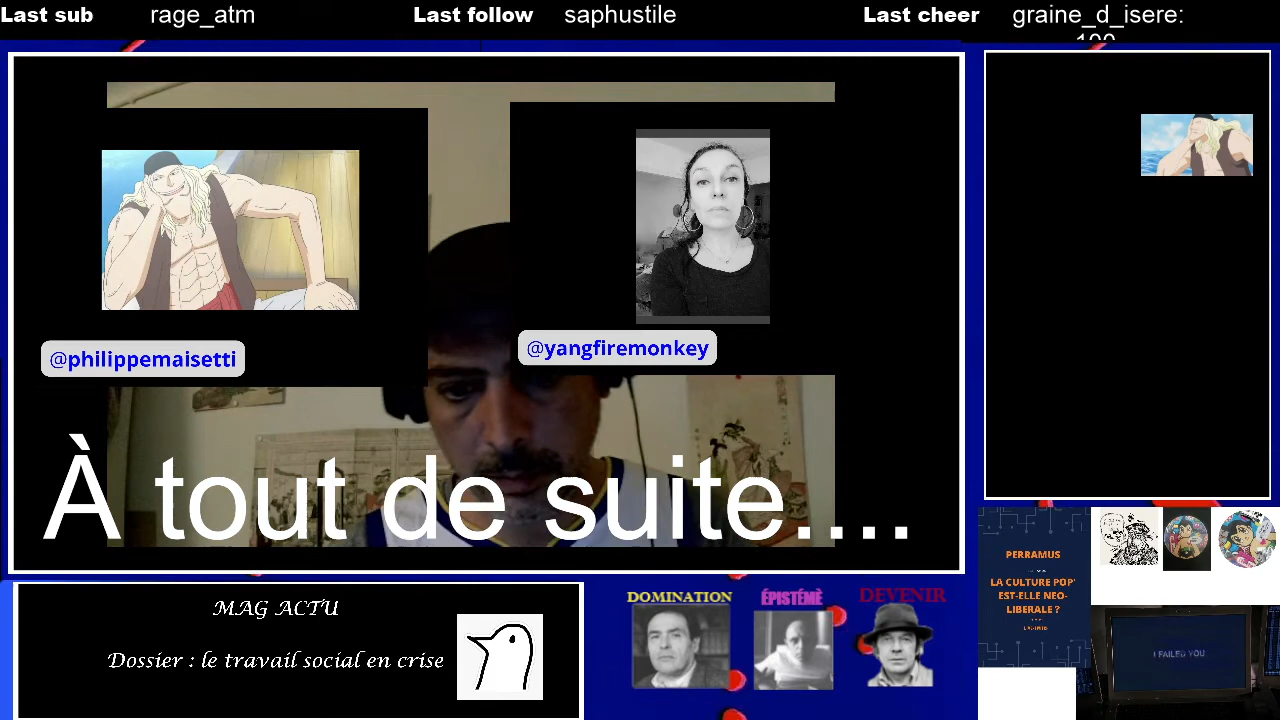 Last sub
rage_atm
Last follow
saphustile
Last cheer
graine_d_isere:
100
@philippemaisetti
@yangfiremonkey
À tout de suite....
MAG ACTU
Dossier : le travail social en crise
DOMINATION
ÉPISTÉMÈ
DEVENIR
PERRAMUS
LA CULTURE POP'
EST-ELLE NEO-
LIBERALE ?
I FAILED YOU